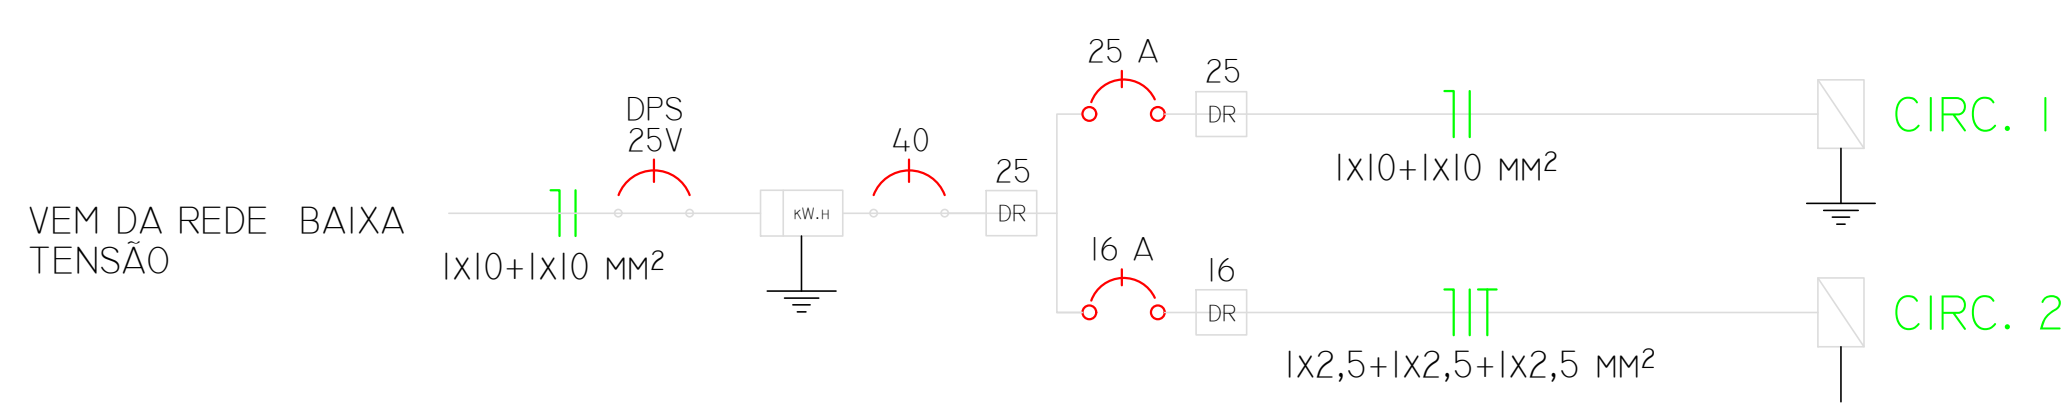 VEM DA REDE BAIXA
TENSÃO
1X10+1X10 MM²
DPS
25V
KW.H
40
25
DR
25 A
25
DR
1X10+1X10 MM²
CIRC. 1
16 A
16
DR
1X2,5+1X2,5+1X2,5 MM²
CIRC. 2